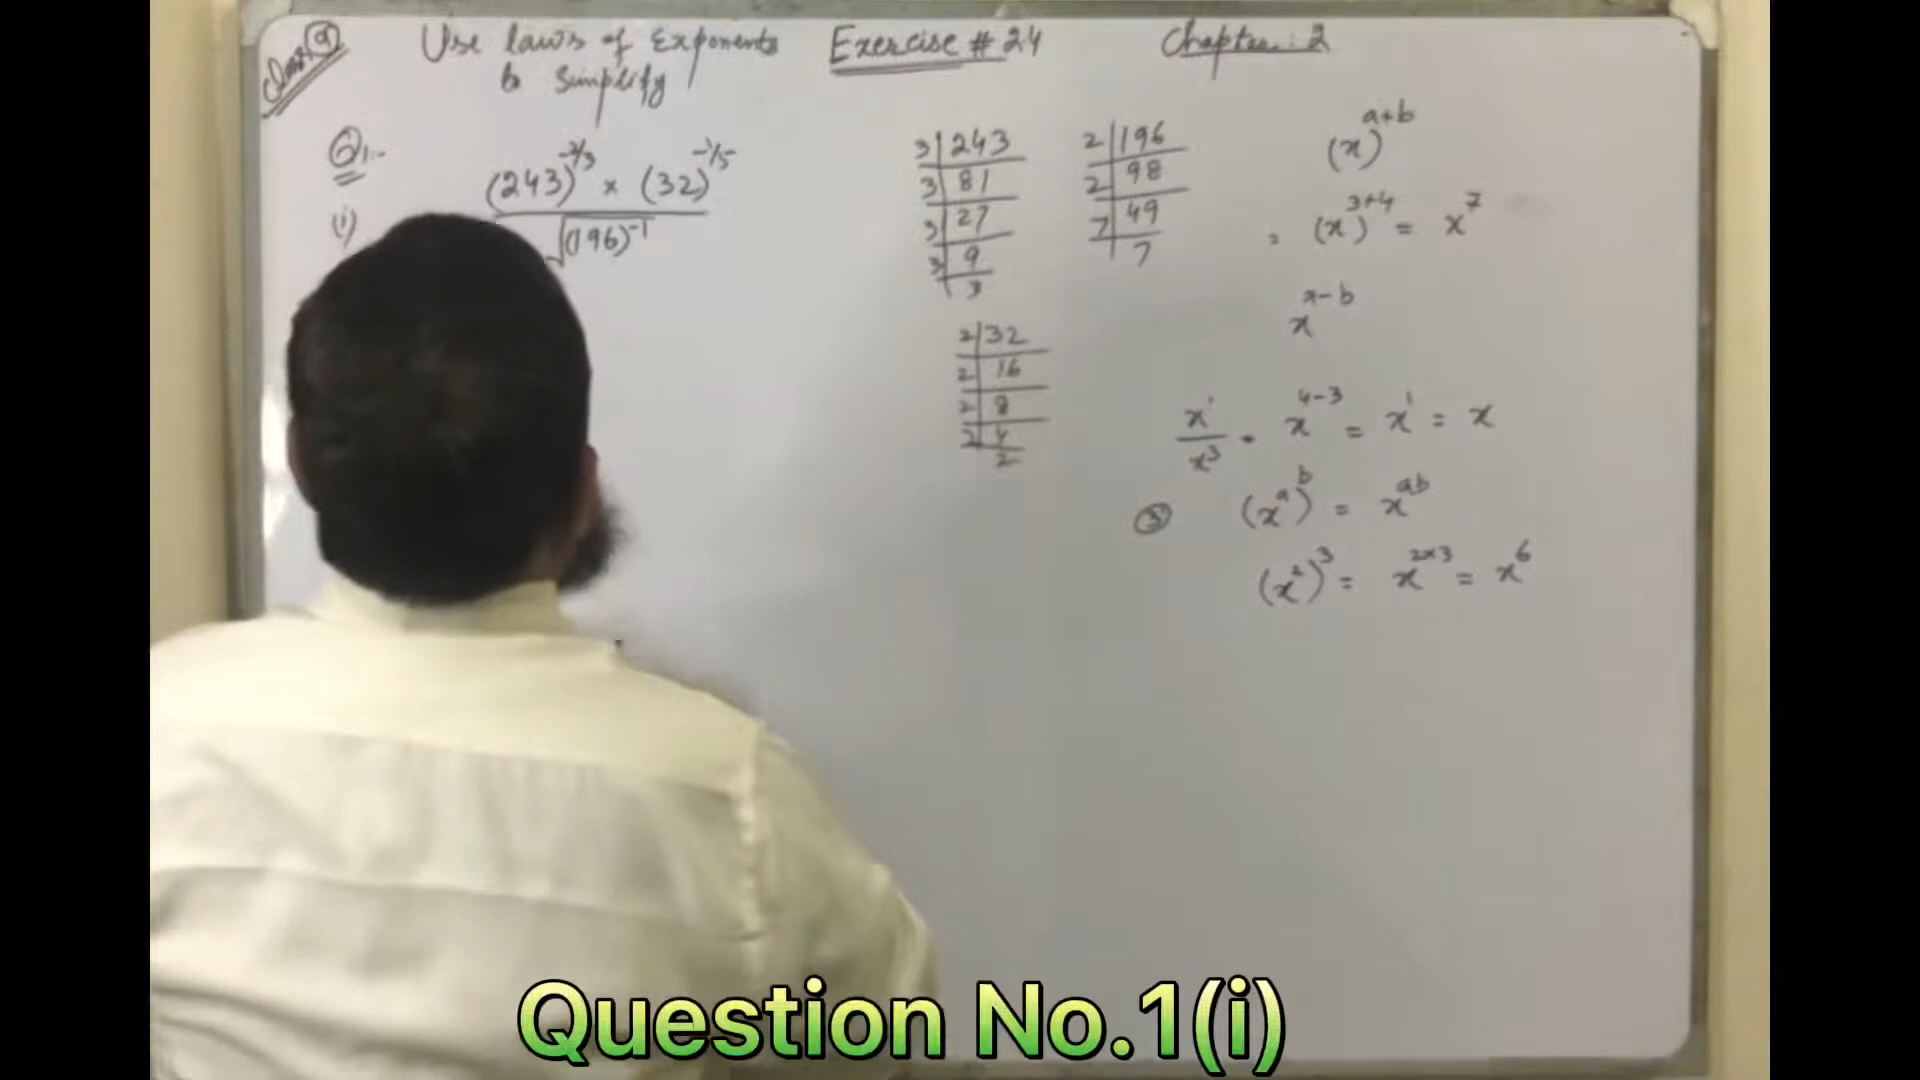 Class (9)
Use laws of Exponents Exercise # 2.4 Chapter: 2
to Simplify
Q1:-
(i)
(243)^-2/3 × (32)^-1/5
√(196)^-1
3 | 243
3 | 81
3 | 27
3 | 9
3
2 | 32
2 | 16
2 | 8
2 | 4
2
2 | 196
2 | 98
7 | 49
7
(x)^a+b
= (x)^3+4 = x^7
x^a-b
x / x^3 = x^4-3 = x^1 = x
③ (x^a)^b = x^ab
(x^2)^3 = x^2×3 = x^6
Question No.1(i)